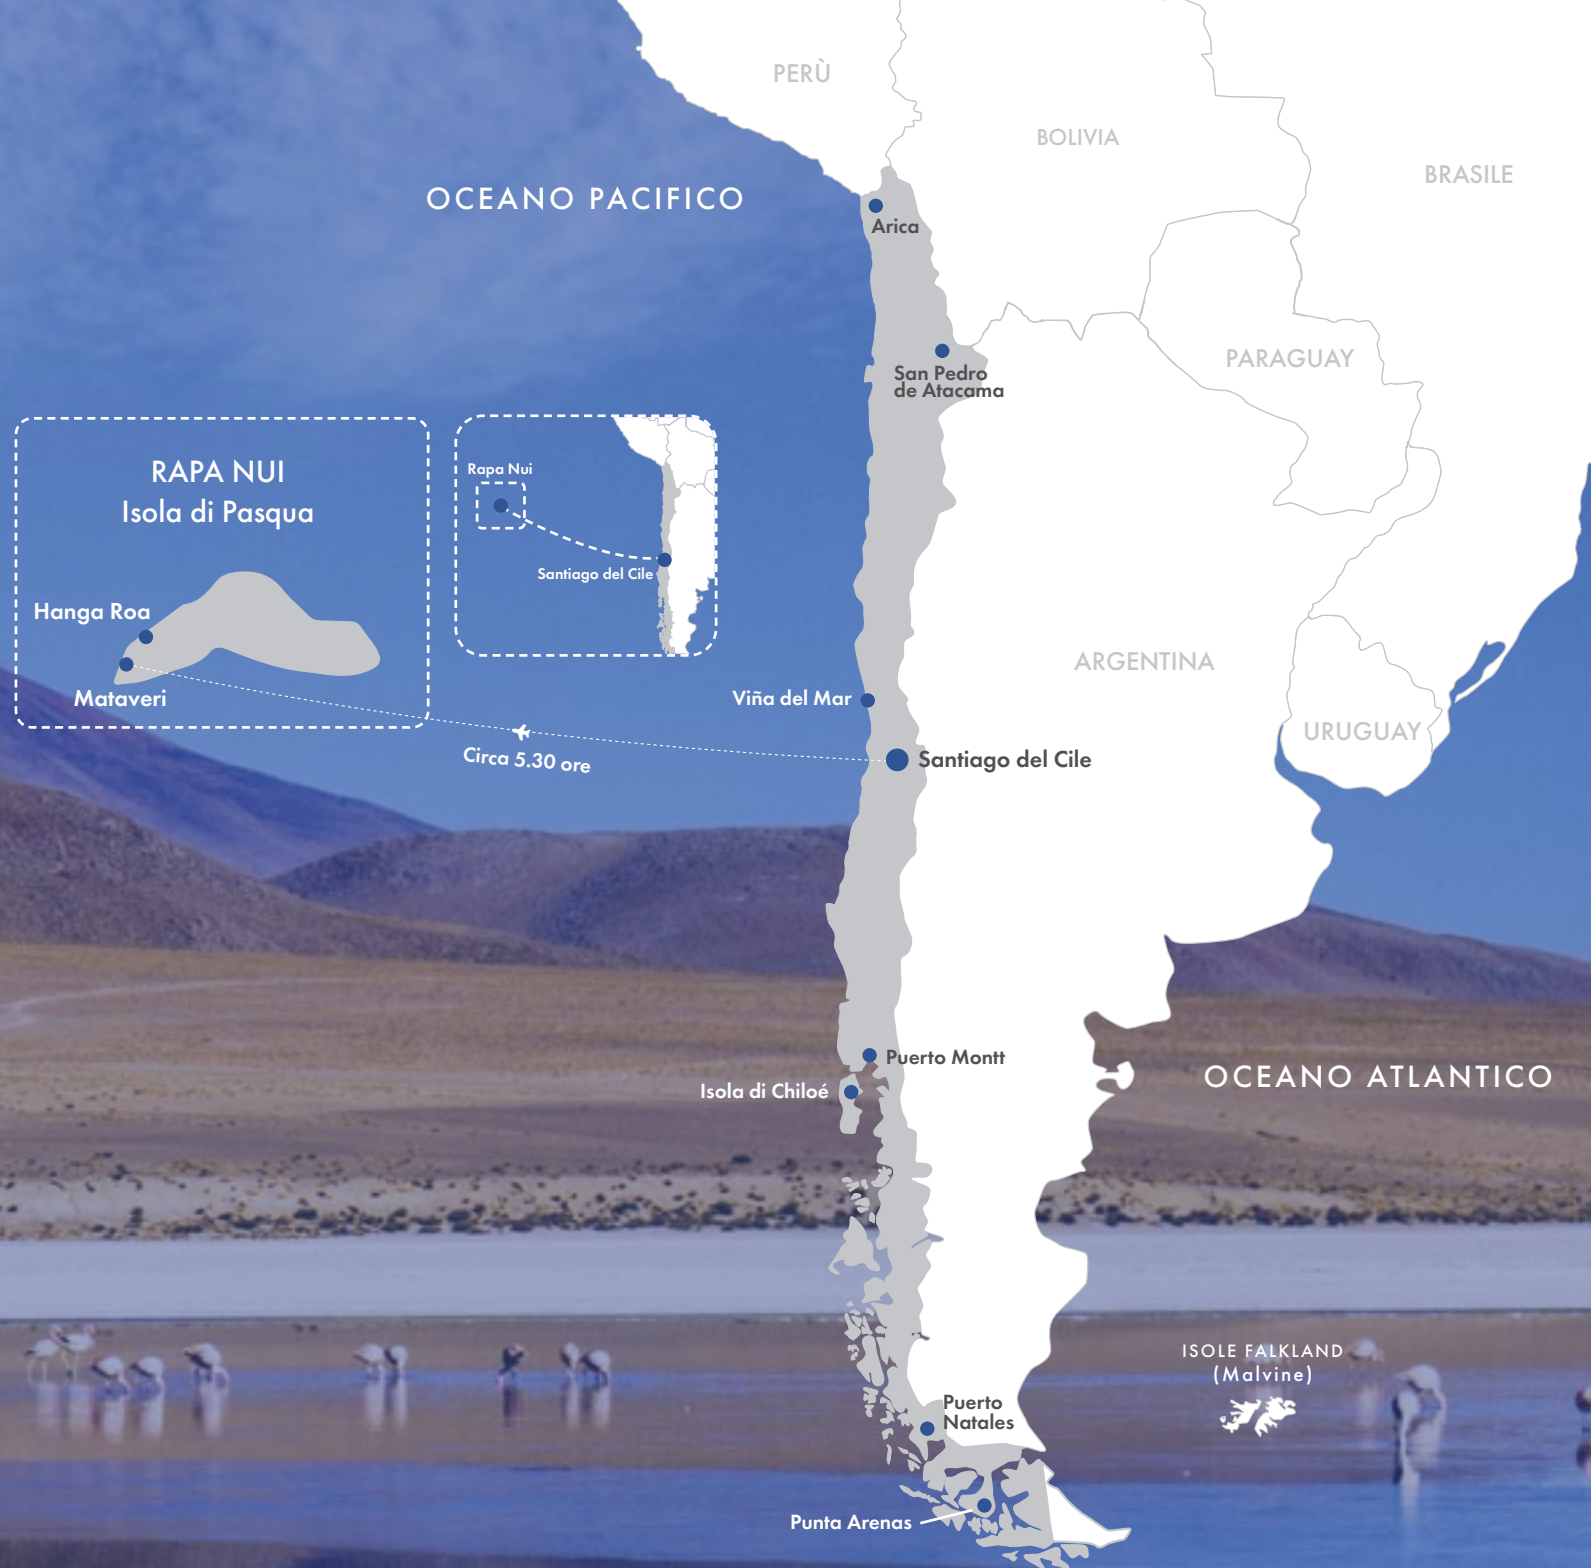 PERÙ
BOLIVIA
BRASILE
OCEANO PACIFICO
Arica
San Pedro
de Atacama
PARAGUAY
RAPA NUI
Isola di Pasqua
Hanga Roa
Mataveri
Rapa Nui
Santiago del Cile
Circa 5.30 ore
Viña del Mar
Santiago del Cile
ARGENTINA
URUGUAY
Puerto Montt
Isola di Chiloé
OCEANO ATLANTICO
ISOLE FALKLAND
(Malvine)
Puerto
Natales
Punta Arenas